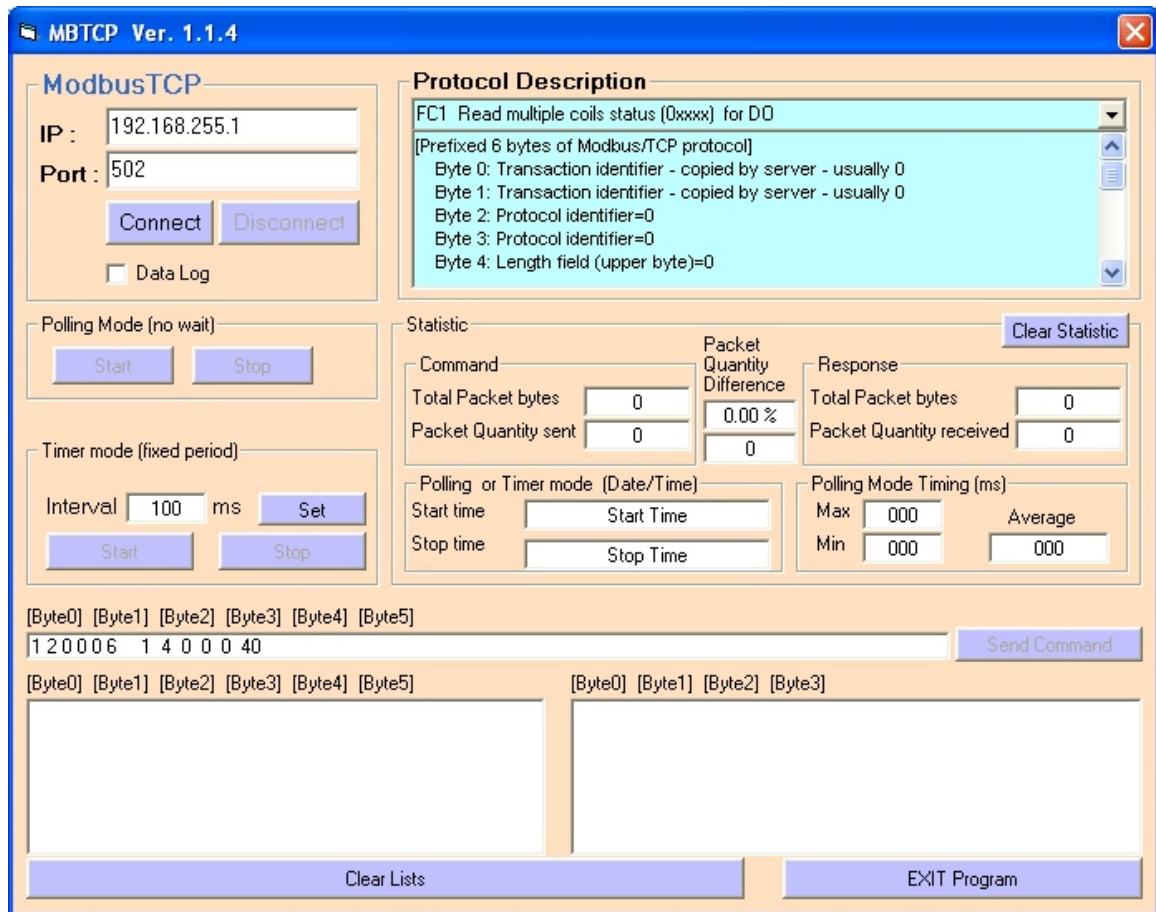 MBTCP Ver. 1.1.4
ModbusTCP
IP : 192.168.255.1
Port : 502
Connect Disconnect
Data Log
Protocol Description
FC1 Read multiple coils status (0xxxx) for DO
[Prefixed 6 bytes of Modbus/TCP protocol]
Byte 0: Transaction identifier - copied by server - usually 0
Byte 1: Transaction identifier - copied by server - usually 0
Byte 2: Protocol identifier=0
Byte 3: Protocol identifier=0
Byte 4: Length field (upper byte)=0
Polling Mode (no wait)
Start Stop
Timer mode (fixed period)
Interval 100 ms Set
Start Stop
Statistic
Clear Statistic
Command
Total Packet bytes 0
Packet Quantity sent 0
Packet
Quantity
Difference
0.00 %
0
Response
Total Packet bytes 0
Packet Quantity received 0
Polling or Timer mode (Date/Time)
Start time Start Time
Stop time Stop Time
Polling Mode Timing (ms)
Max 000
Min 000
Average
000
[Byte0] [Byte1] [Byte2] [Byte3] [Byte4] [Byte5]
1 2 0 0 0 6 1 4 0 0 0 40
Send Command
[Byte0] [Byte1] [Byte2] [Byte3] [Byte4] [Byte5]
[Byte0] [Byte1] [Byte2] [Byte3]
Clear Lists
EXIT Program